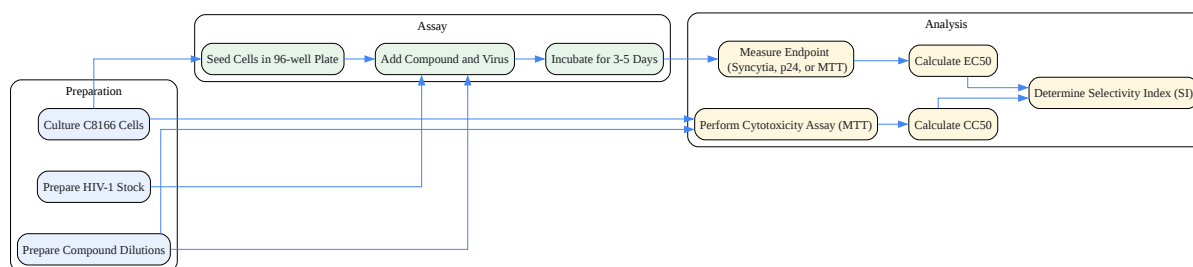 Assay
Seed Cells in 96-well Plate
Add Compound and Virus
Incubate for 3-5 Days
Analysis
Measure Endpoint
(Syncytia, p24, or MTT)
Calculate EC50
Determine Selectivity Index (SI)
Perform Cytotoxicity Assay (MTT)
Calculate CC50
Preparation
Culture C8166 Cells
Prepare HIV-1 Stock
Prepare Compound Dilutions